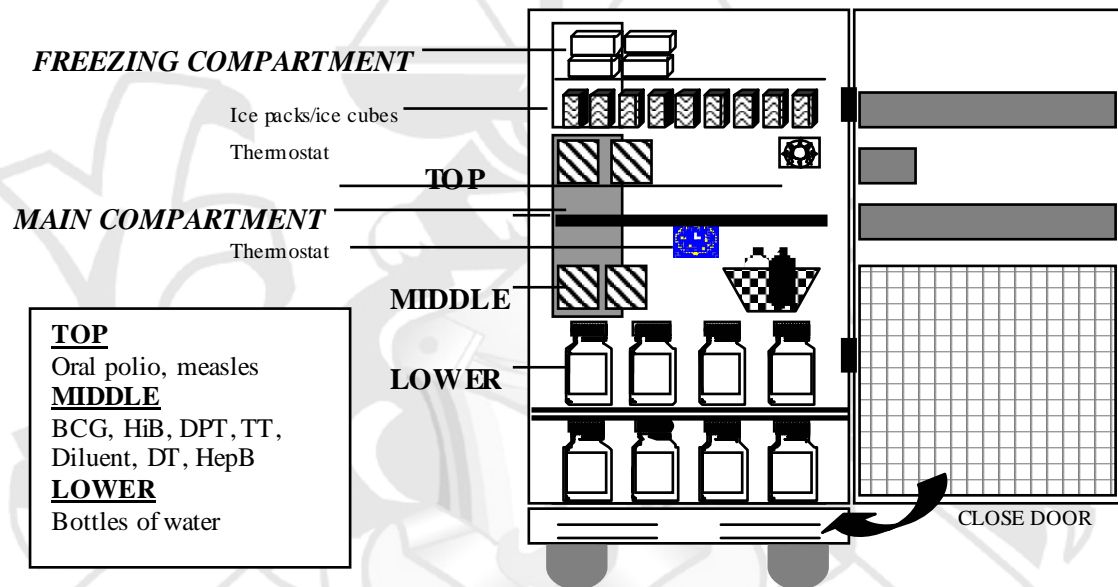 FREEZING COMPARTMENT
Ice packs/ice cubes
Thermostat
TOP
MAIN COMPARTMENT
Thermostat
MIDDLE
LOWER
TOP
Oral polio, measles
MIDDLE
BCG, HiB, DPT, TT,
Diluent, DT, HepB
LOWER
Bottles of water
CLOSE DOOR